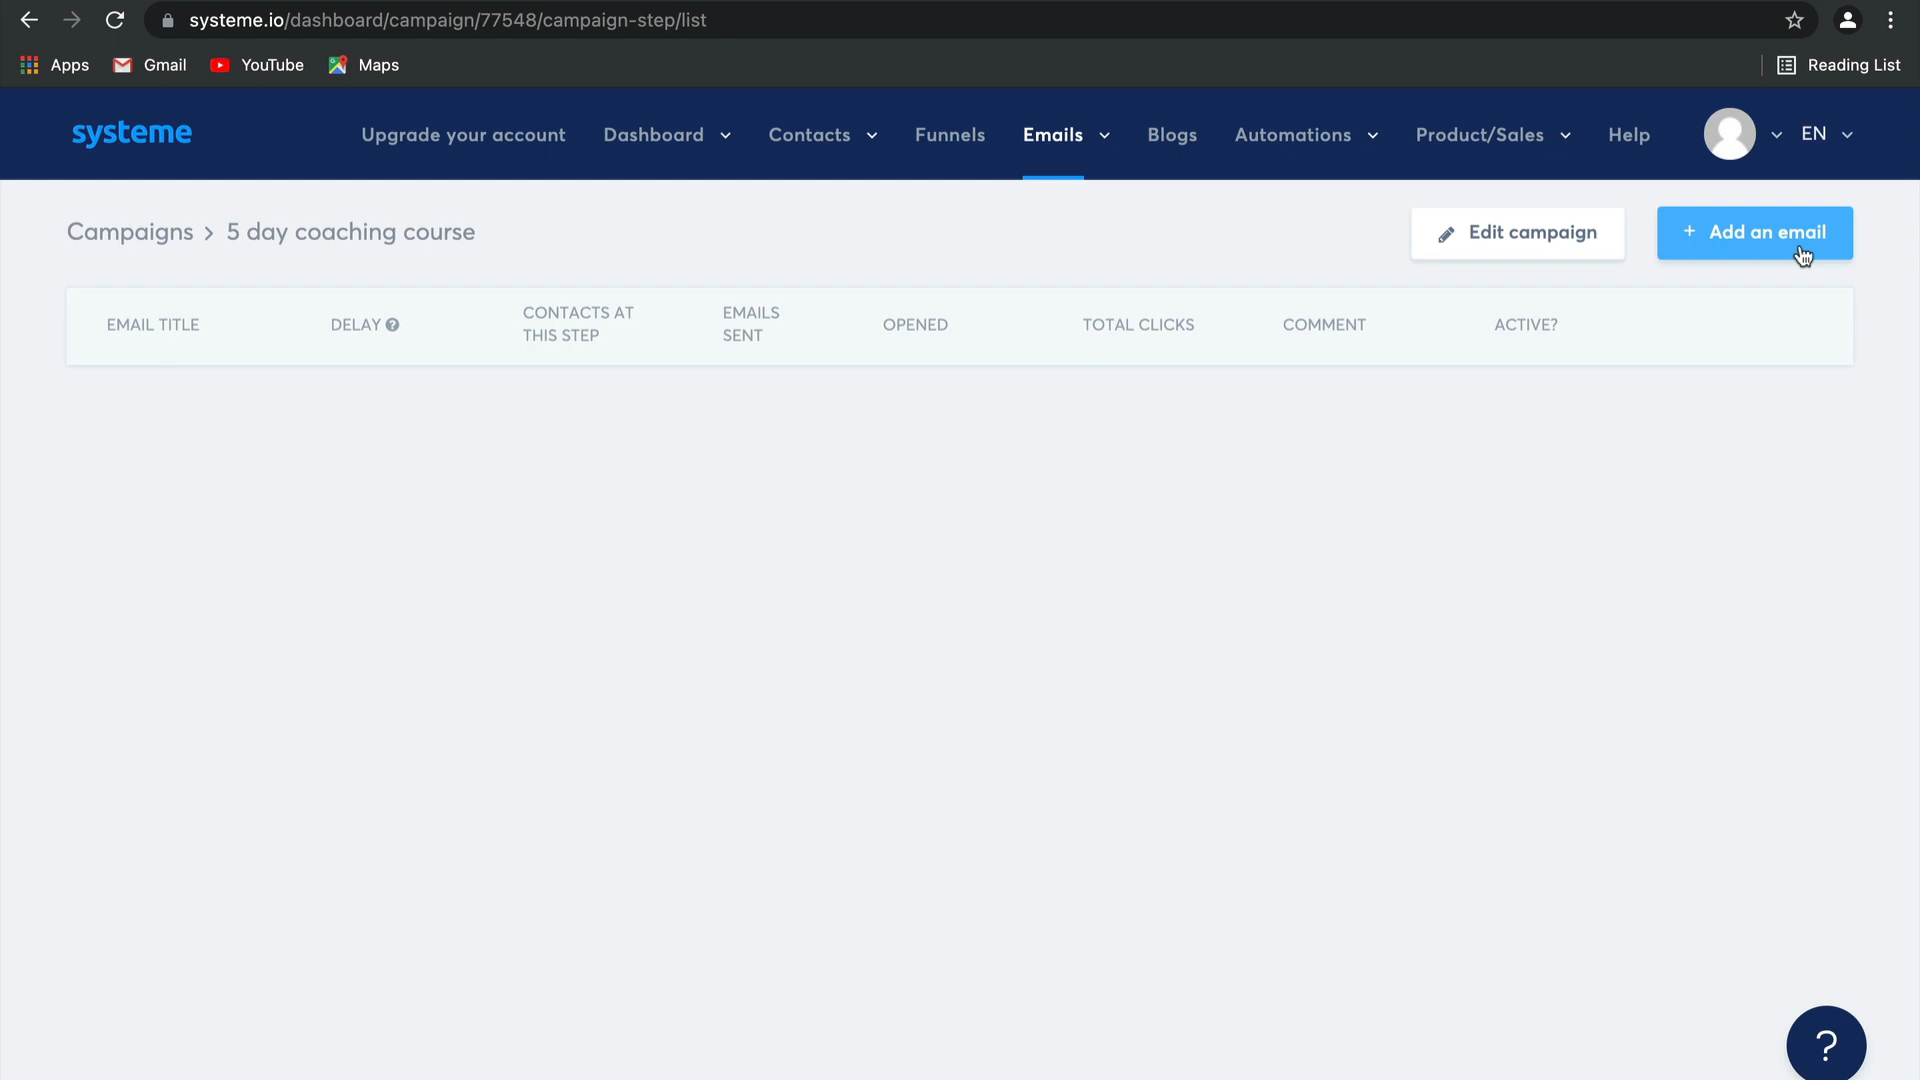 systeme.io/dashboard/campaign/77548/campaign-step/list
Apps Gmail YouTube Maps Reading List
systeme Upgrade your account Dashboard Contacts Funnels Emails Blogs Automations Product/Sales Help EN
Campaigns > 5 day coaching course Edit campaign + Add an email
EMAIL TITLE DELAY ? CONTACTS AT THIS STEP EMAILS SENT OPENED TOTAL CLICKS COMMENT ACTIVE?
?